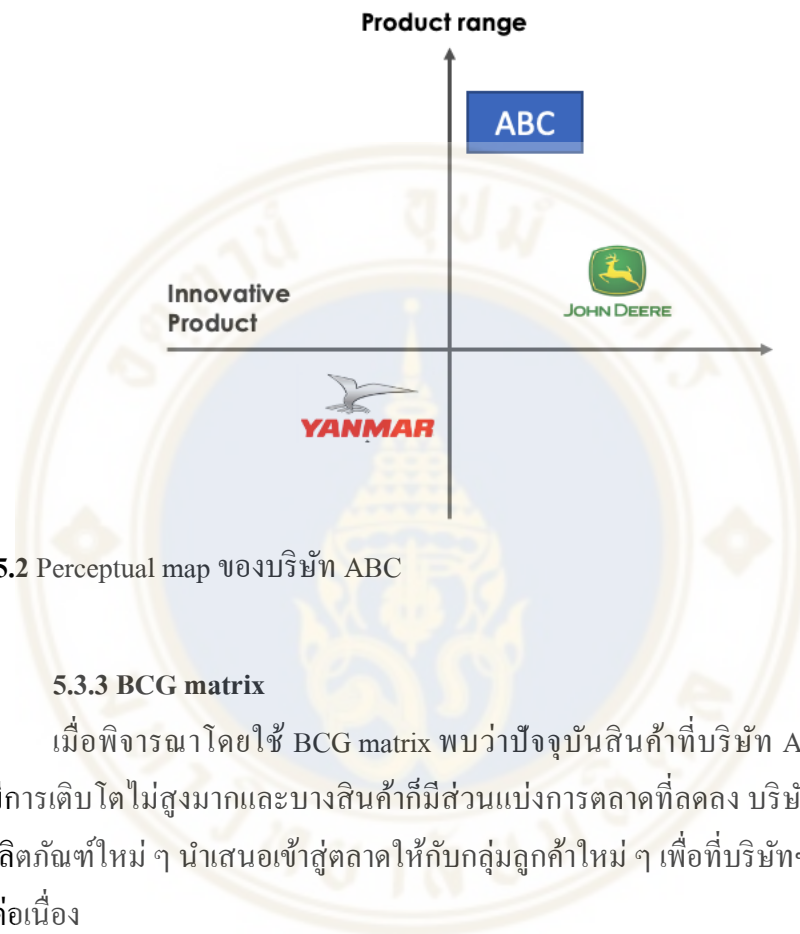 Product range
ABC
JOHN DEERE
Innovative
Product
YANMAR
5.2 Perceptual map ของบริษัท ABC
5.3.3 BCG matrix
เมื่อพิจารณาโดยใช้ BCG matrix พบว่าปัจจุบันสินค้าที่บริษัท A
มีการเติบโตไม่สูงมากและบางสินค้าก็มีส่วนแบ่งการตลาดที่ลดลง บริษั
ลิตภัณฑ์ใหม่ ๆ นำเสนอเข้าสู่ตลาดให้กับกลุ่มลูกค้าใหม่ ๆ เพื่อที่บริษัทฯ
ต่อเนื่อง